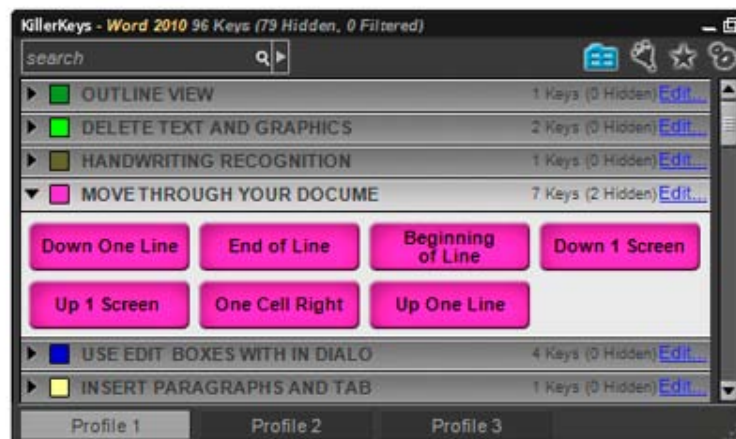 KillerKeys - Word 2010 96 Keys (79 Hidden, 0 Filtered)
search
OUTLINE VIEW 1 Keys (0 Hidden) Edit...
DELETE TEXT AND GRAPHICS 2 Keys (0 Hidden) Edit...
HANDWRITING RECOGNITION 1 Keys (0 Hidden) Edit...
MOVE THROUGH YOUR DOCUME 7 Keys (2 Hidden) Edit...
Down One Line End of Line Beginning of Line Down 1 Screen
Up 1 Screen One Cell Right Up One Line
USE EDIT BOXES WITH IN DIALO 4 Keys (0 Hidden) Edit...
INSERT PARAGRAPHS AND TAB 1 Keys (0 Hidden) Edit...
Profile 1 Profile 2 Profile 3